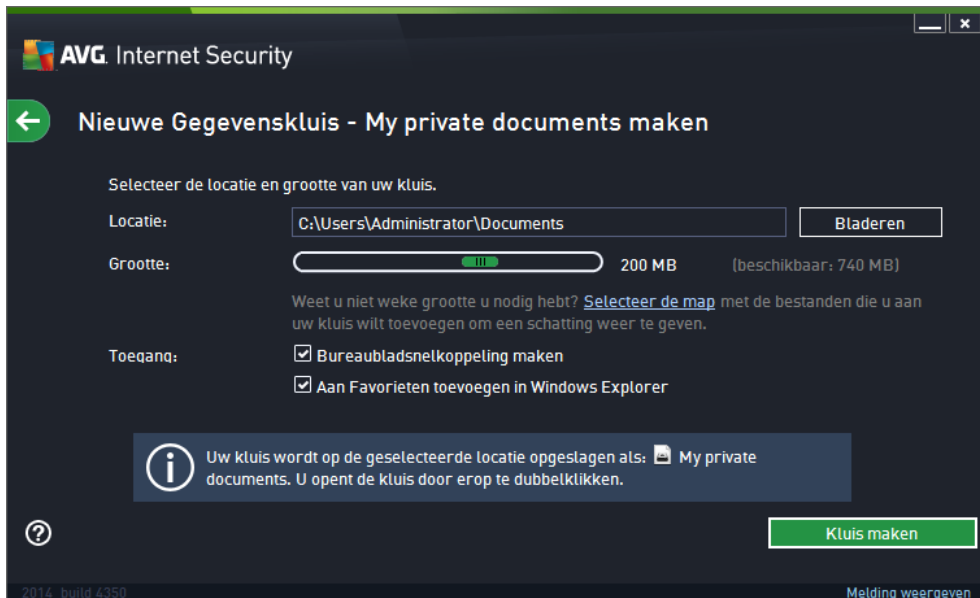 AVG. Internet Security
Nieuwe Gegevenskluis - My private documents maken
Selecteer de locatie en grootte van uw kluis.
Locatie:
C:\Users\Administrator\Documents
Bladeren
Grootte:
200 MB
(beschikbaar: 740 MB)
Weet u niet weke grootte u nodig hebt? Selecteer de map met de bestanden die u aan
uw kluis wilt toevoegen om een schatting weer te geven.
Toegang:
Bureaubladsnelkoppeling maken
Aan Favorieten toevoegen in Windows Explorer
Uw kluis wordt op de geselecteerde locatie opgeslagen als: My private
documents. U opent de kluis door erop te dubbelklikken.
Kluis maken
2014 build 4350
Melding weergeven